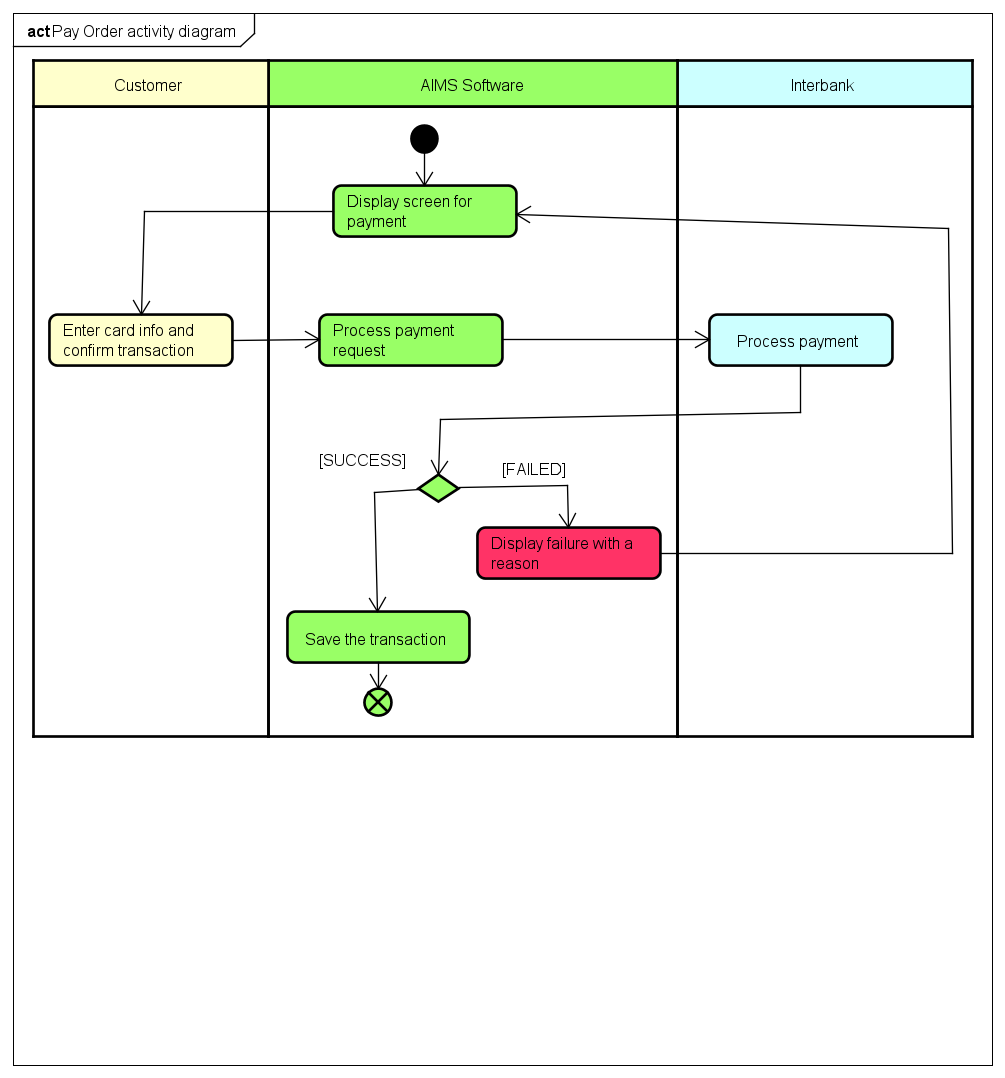 act Pay Order activity diagram
Customer
AIMS Software
Interbank
Display screen for
payment
Enter card info and
confirm transaction
Process payment
request
Process payment
[SUCCESS]
[FAILED]
Display failure with a
reason
Save the transaction